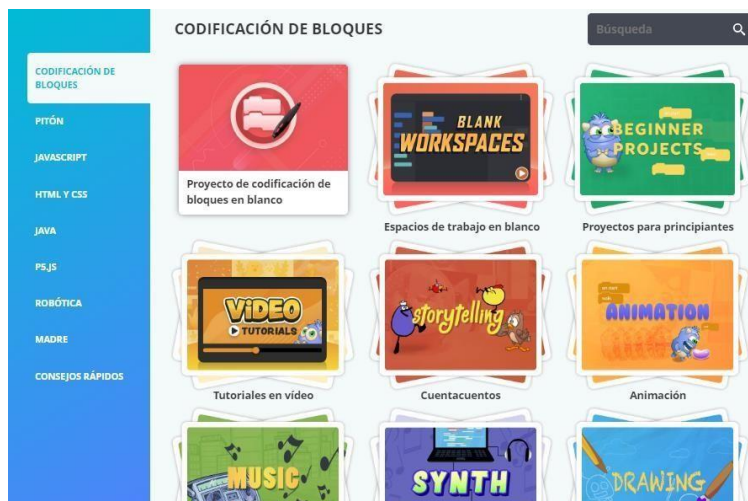 CODIFICACIÓN DE BLOQUES
Búsqueda
CODIFICACIÓN DE
BLOQUES
PITÓN
JAVASCRIPT
HTML Y CSS
JAVA
P5.JS
ROBÓTICA
MADRE
CONSEJOS RÁPIDOS
Proyecto de codificación de
bloques en blanco
BLANK
WORKSPACES
Espacios de trabajo en blanco
BEGINNER
PROJECTS
Proyectos para principiantes
ViDEO
TUTORIALS
Tutoriales en vídeo
storytelling
Cuentacuentos
ANIMATION
Animación
MUSIC
SYNTH
DRAWING